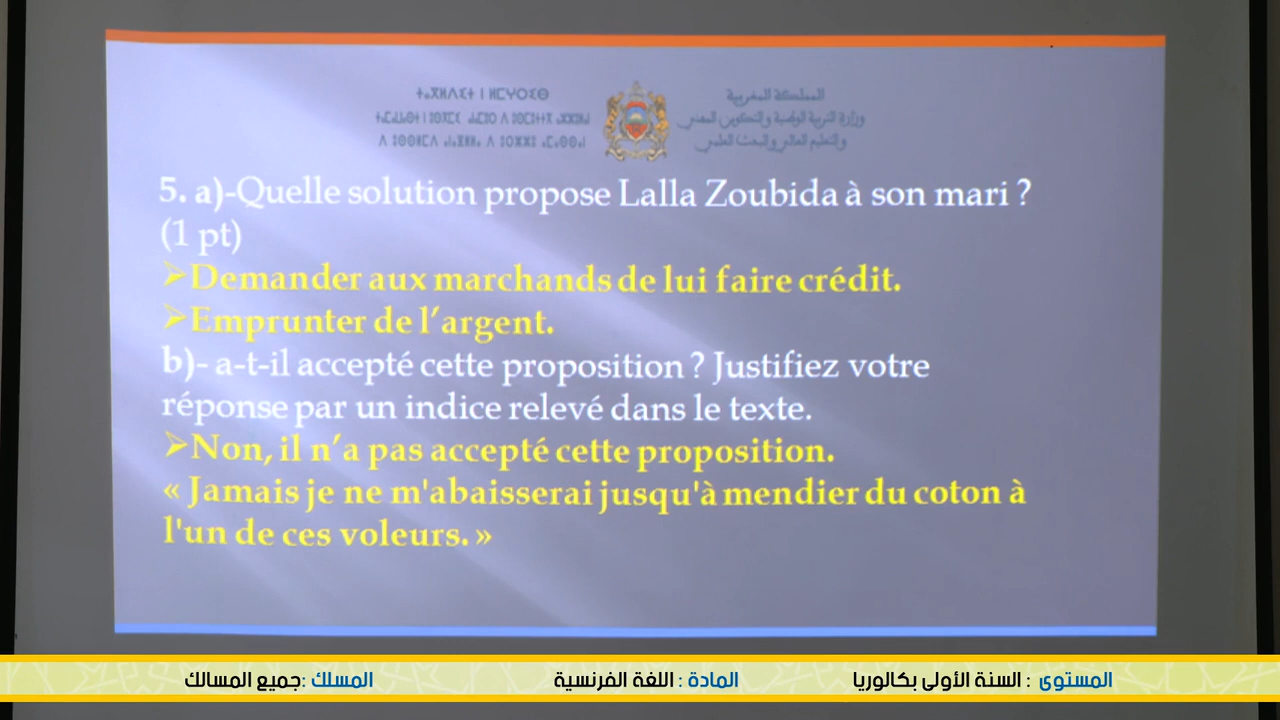 ⵜⴰⴳⵍⴷⵉⵜ ⵏ ⵍⵎⵖⵔⵉⴱ
المملكة المغربية
وزارة التربية الوطنية والتكوين المهني
والتعليم العالي والبحث العلمي
5. a)-Quelle solution propose Lalla Zoubida à son mari ?
(1 pt)
➢Demander aux marchands de lui faire crédit.
➢Emprunter de l’argent.
b)- a-t-il accepté cette proposition ? Justifiez votre
réponse par un indice relevé dans le texte.
➢Non, il n’a pas accepté cette proposition.
« Jamais je ne m'abaisserai jusqu'à mendier du coton à
l'un de ces voleurs. »
المستوى : السنة الأولى بكالوريا المادة : اللغة الفرنسية المسلك :جميع المسالك